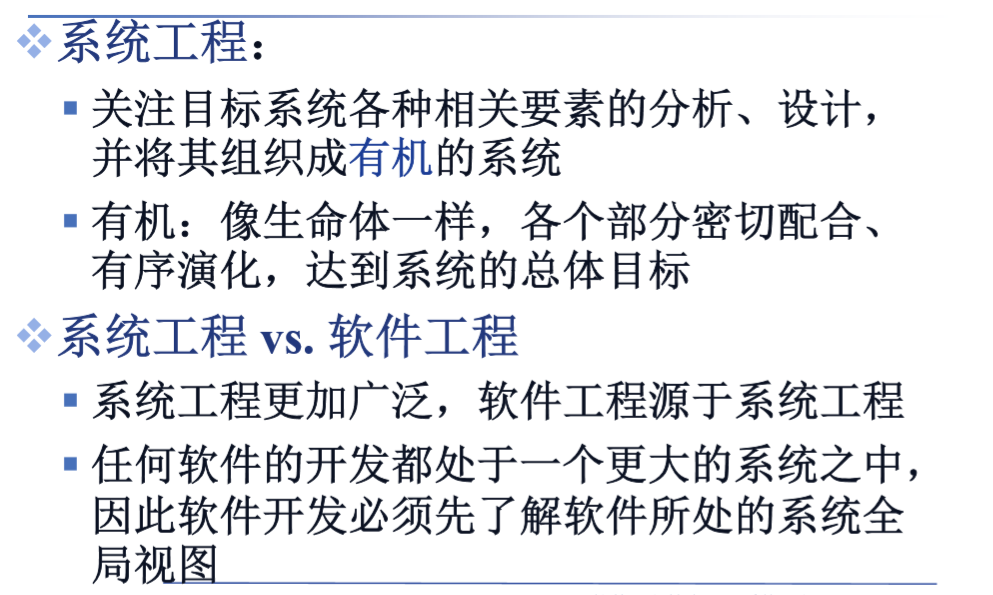 系统工程：
关注目标系统各种相关要素的分析、设计，
并将其组织成有机的系统
有机：像生命体一样，各个部分密切配合、
有序演化，达到系统的总体目标
系统工程 vs. 软件工程
系统工程更加广泛，软件工程源于系统工程
任何软件的开发都处于一个更大的系统之中，
因此软件开发必须先了解软件所处的系统全
局视图